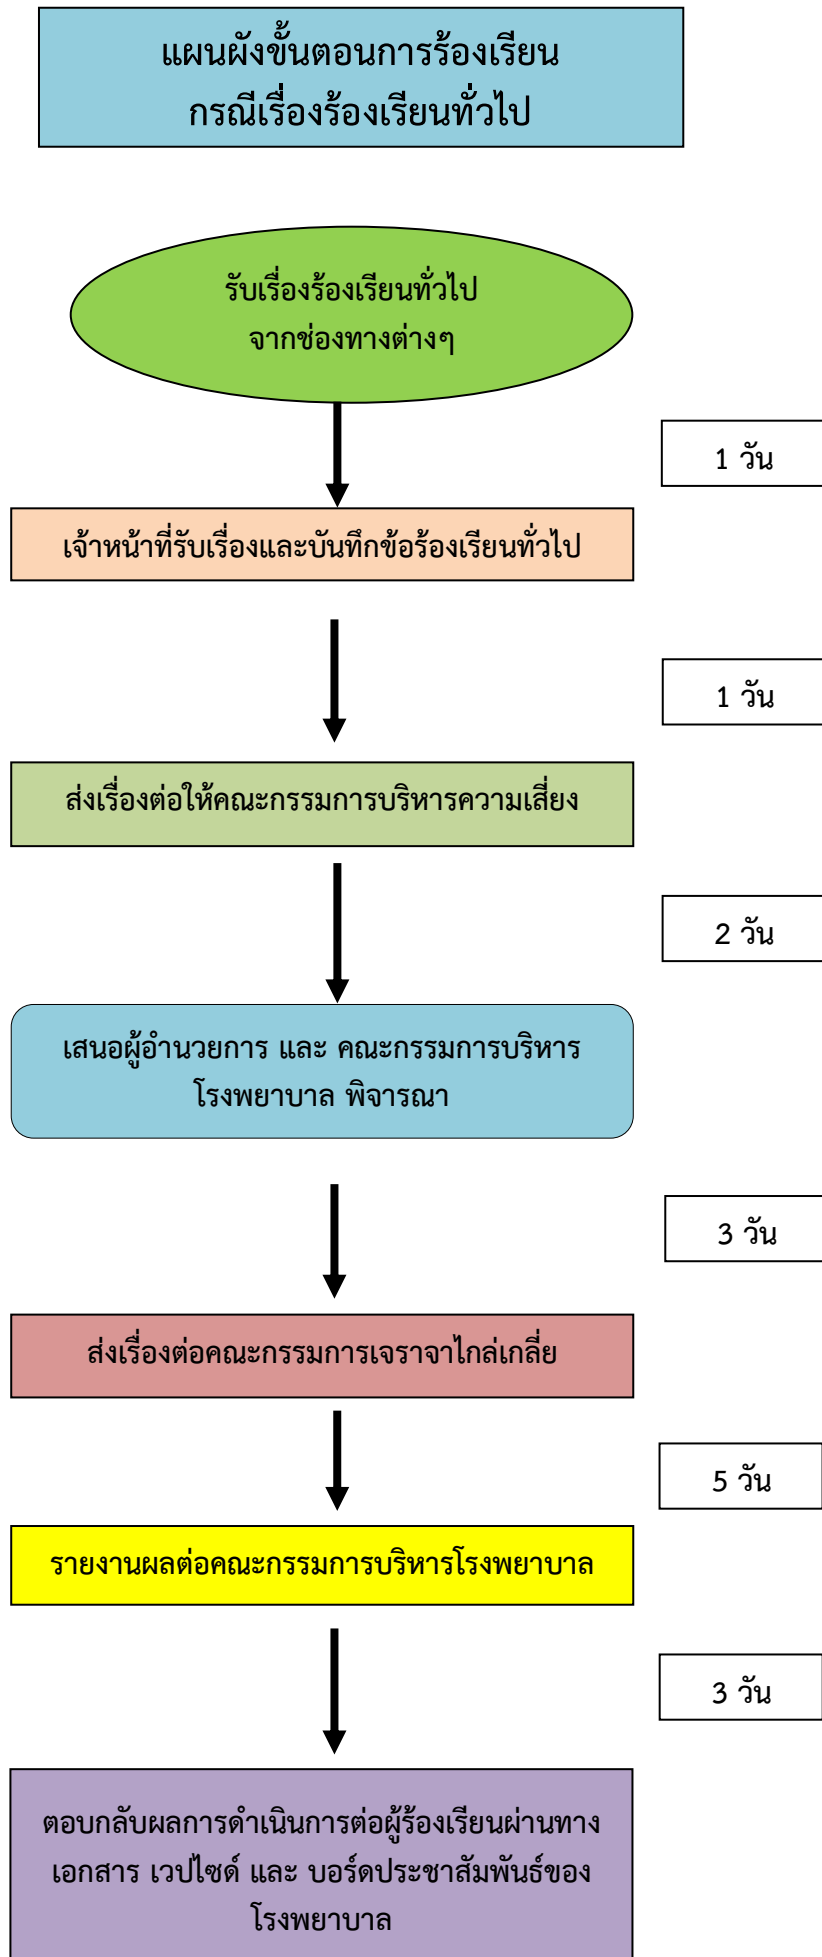 แผนผังขั้นตอนการร้องเรียน
กรณีเรื่องร้องเรียนทั่วไป
รับเรื่องร้องเรียนทั่วไป
จากช่องทางต่างๆ
1 วัน
เจ้าหน้าที่รับเรื่องและบันทึกข้อร้องเรียนทั่วไป
1 วัน
ส่งเรื่องต่อให้คณะกรรมการบริหารความเสี่ยง
2 วัน
เสนอผู้อำนวยการ และ คณะกรรมการบริหาร
โรงพยาบาล พิจารณา
3 วัน
ส่งเรื่องต่อคณะกรรมการเจราจาไกล่เกลี่ย
5 วัน
รายงานผลต่อคณะกรรมการบริหารโรงพยาบาล
3 วัน
ตอบกลับผลการดำเนินการต่อผู้ร้องเรียนผ่านทาง
เอกสาร เวปไซด์ และ บอร์ดประชาสัมพันธ์ของ
โรงพยาบาล